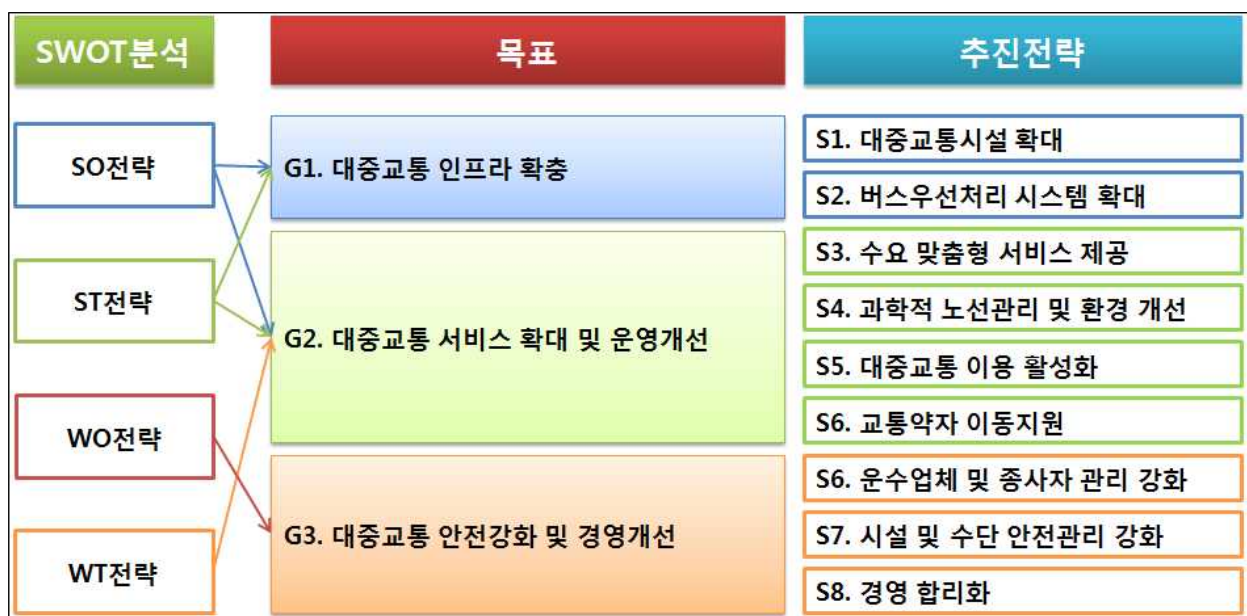 SWOT분석
목표
추진전략
SO전략
ST전략
WO전략
WT전략
G1. 대중교통 인프라 확충
G2. 대중교통 서비스 확대 및 운영개선
G3. 대중교통 안전강화 및 경영개선
S1. 대중교통시설 확대
S2. 버스우선처리 시스템 확대
S3. 수요 맞춤형 서비스 제공
S4. 과학적 노선관리 및 환경 개선
S5. 대중교통 이용 활성화
S6. 교통약자 이동지원
S6. 운수업체 및 종사자 관리 강화
S7. 시설 및 수단 안전관리 강화
S8. 경영 합리화